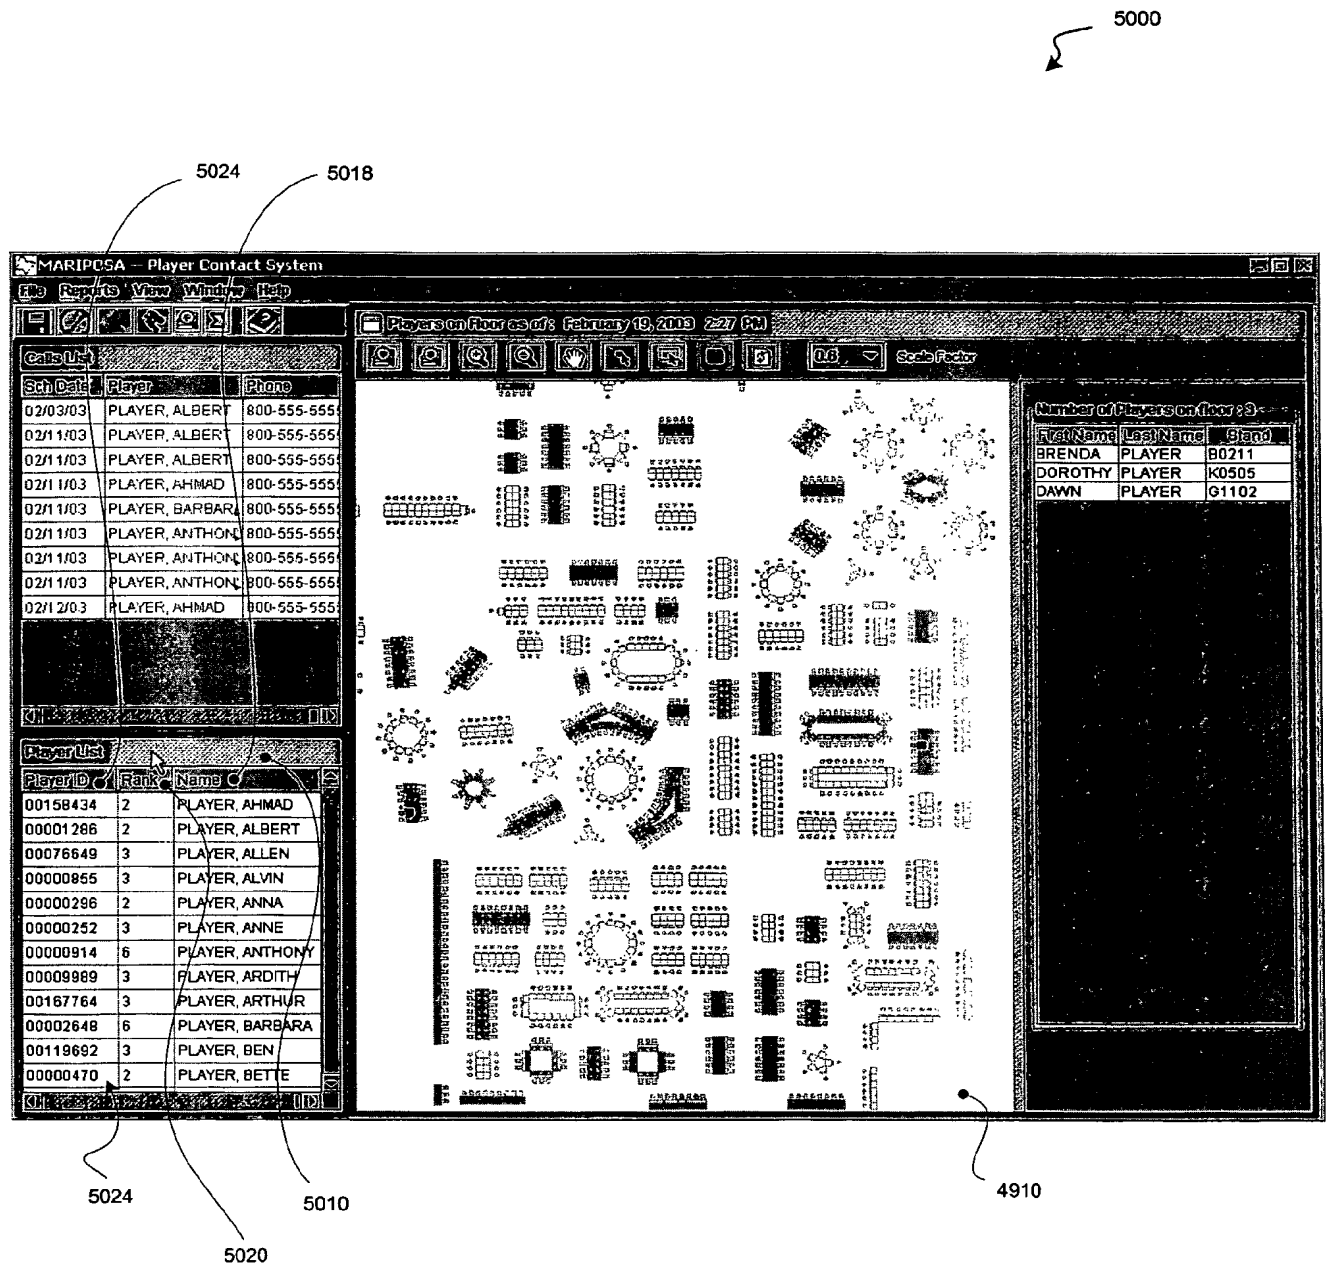 5000
5024
5018
MARIPOSA -- Player Contact System
File Reports View Window Help
Players on Floor as of : February 19, 2003 2:27 PM
Calls List
0.6 Scale Factor
Sch Date Player Phone
02/03/03 PLAYER, ALBERT 800-555-555
02/11/03 PLAYER, ALBERT 800-555-555
02/11/03 PLAYER, ALBERT 800-555-555
02/11/03 PLAYER, AHMAD 800-555-555
02/11/03 PLAYER, BARBAR 800-555-555
02/11/03 PLAYER, ANTHON 800-555-555
02/11/03 PLAYER, ANTHON 800-555-555
02/11/03 PLAYER, ANTHON 800-555-555
02/12/03 PLAYER, AHMAD 800-555-555
Number of Players on floor : 3
First Name Last Name Stand
BRENDA PLAYER B0211
DOROTHY PLAYER K0505
DAWN PLAYER G1102
Player List
Player ID Rank Name
00158434 2 PLAYER, AHMAD
00001286 2 PLAYER, ALBERT
00076649 3 PLAYER, ALLEN
00000855 3 PLAYER, ALVIN
00000296 2 PLAYER, ANNA
00000252 3 PLAYER, ANNE
00000914 6 PLAYER, ANTHONY
00009989 3 PLAYER, ARDITH
00167764 3 PLAYER, ARTHUR
00002648 6 PLAYER, BARBARA
00119692 3 PLAYER, BEN
00000470 2 PLAYER, BETTE
5024
5010
4910
5020